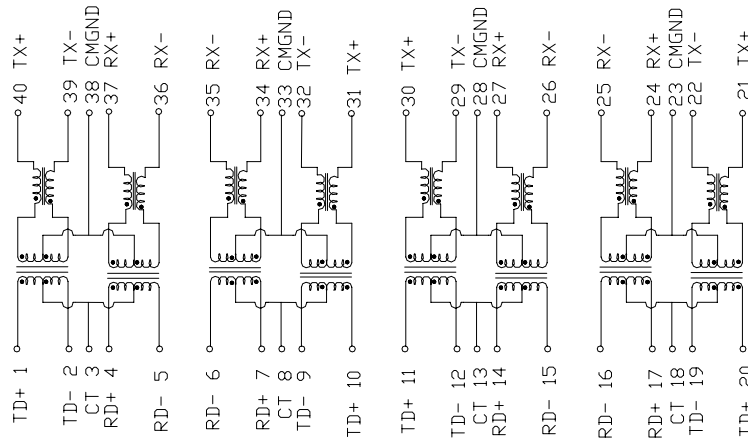 40 TX+
39 TX-
38 CMGND
37 RX+
36 RX-
35 RX-
34 RX+
33 CMGND
32 TX-
31 TX+
30 TX+
29 TX-
28 CMGND
27 RX+
26 RX-
25 RX-
24 RX+
23 CMGND
22 TX-
21 TX+
TD+ 1
TD- 2
CT 3
RD+ 4
RD- 5
RD- 6
RD+ 7
CT 8
TD- 9
TD+ 10
TD+ 11
TD- 12
CT 13
RD+ 14
RD- 15
RD- 16
RD+ 17
CT 18
TD- 19
TD+ 20